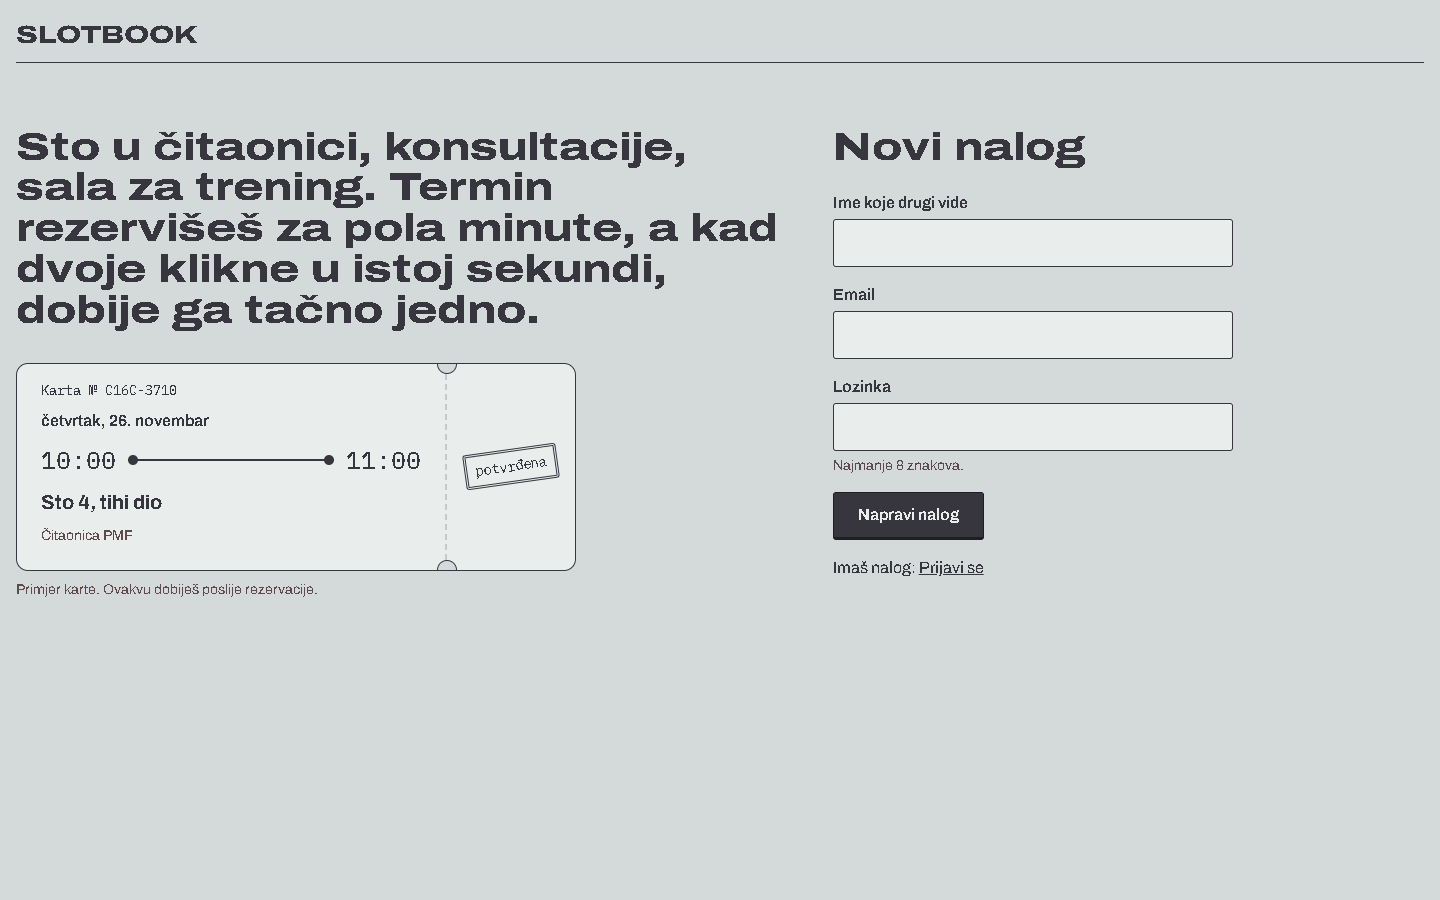 SLOTBOOK
Sto u čitaonici, konsultacije,
sala za trening. Termin
rezervišeš za pola minute, a kad
dvoje klikne u istoj sekundi,
dobije ga tačno jedno.
Karta № C16C-3710
četvrtak, 26. novembar
10:00 11:00
Sto 4, tihi dio
Čitaonica PMF
potvrđena
Primjer karte. Ovakvu dobiješ poslije rezervacije.
Novi nalog
Ime koje drugi vide
Email
Lozinka
Najmanje 8 znakova.
Napravi nalog
Imaš nalog: Prijavi se